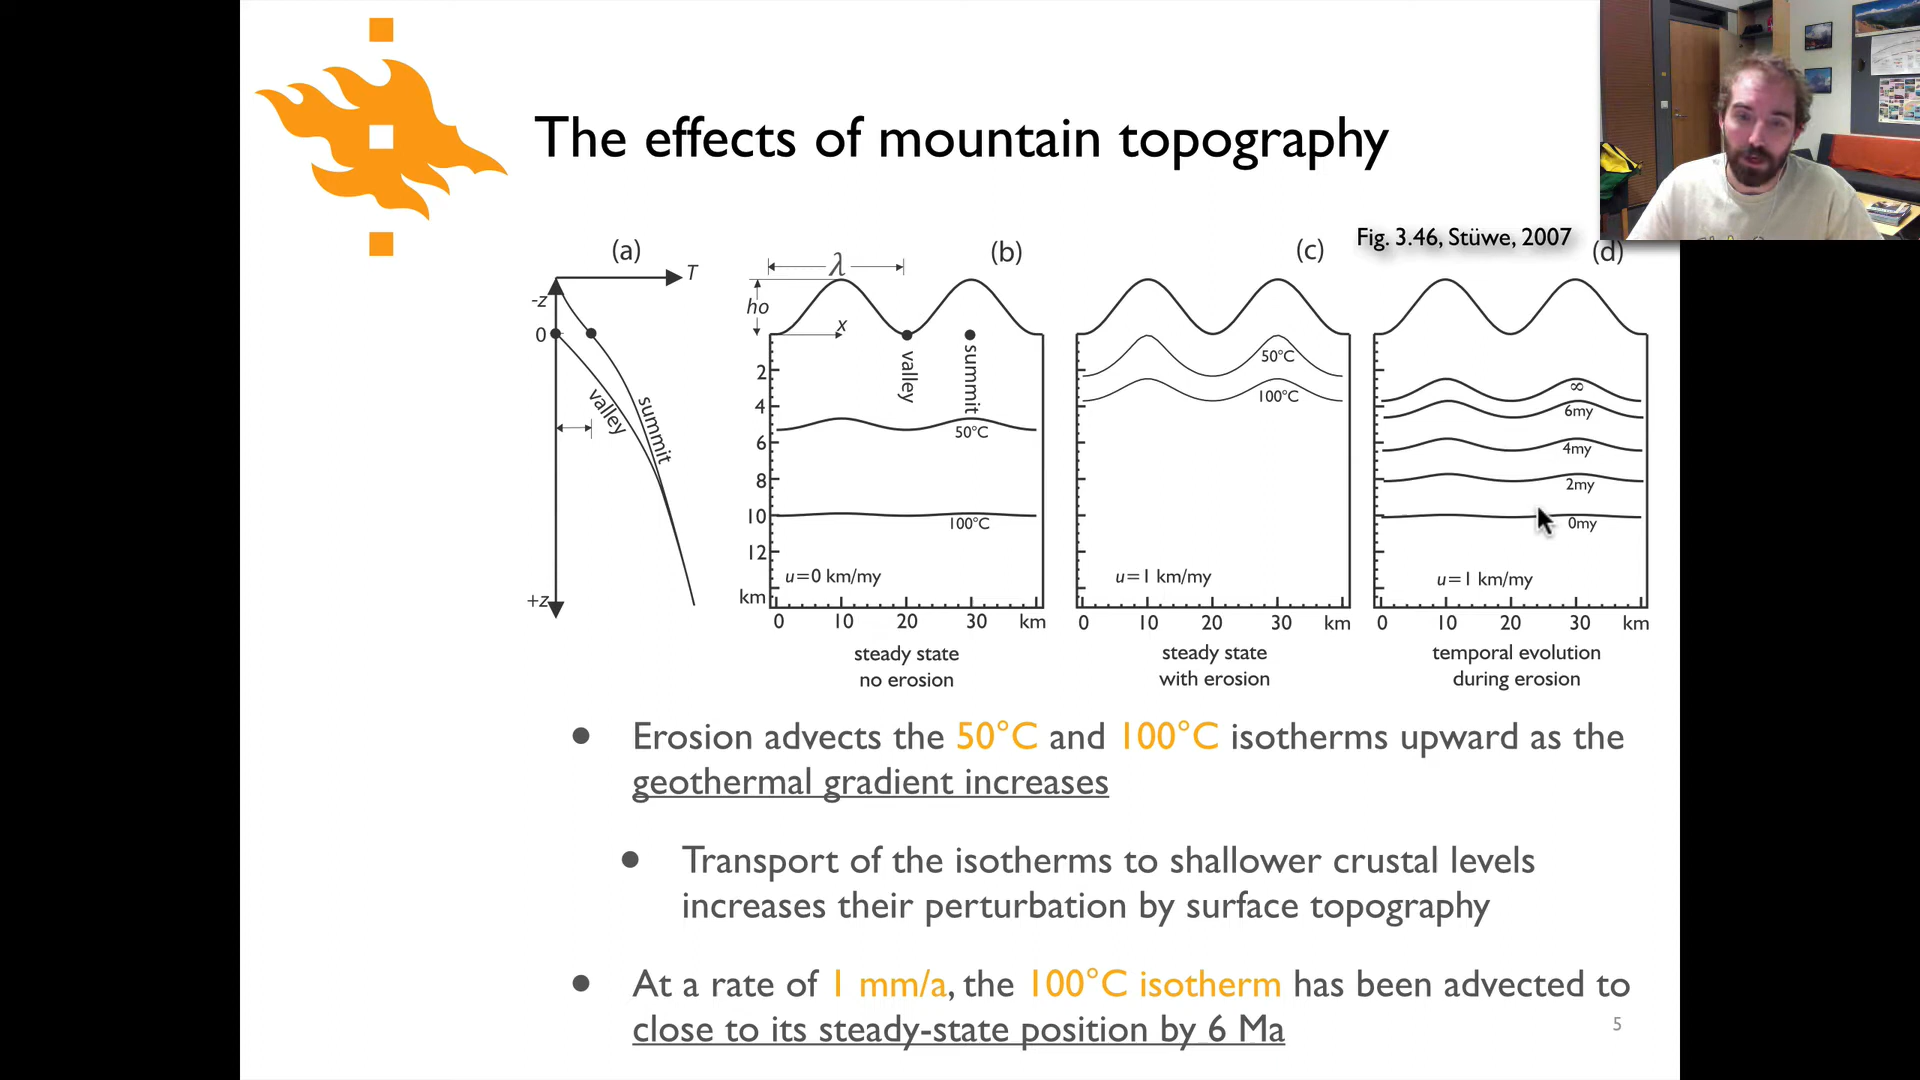 The effects of mountain topography
Fig. 3.46, Stüwe, 2007
(a)
T
-z
0
valley
summit
+z
(b)
λ
ho
x
valley
summit
2
4
6
8
10
12
km
50°C
100°C
u=0 km/my
0 10 20 30 km
steady state
no erosion
(c)
50°C
100°C
u=1 km/my
0 10 20 30 km
steady state
with erosion
(d)
∞
6my
4my
2my
0my
u=1 km/my
0 10 20 30 km
temporal evolution
during erosion
• Erosion advects the 50°C and 100°C isotherms upward as the
geothermal gradient increases
• Transport of the isotherms to shallower crustal levels
increases their perturbation by surface topography
• At a rate of 1 mm/a, the 100°C isotherm has been advected to
close to its steady-state position by 6 Ma
5